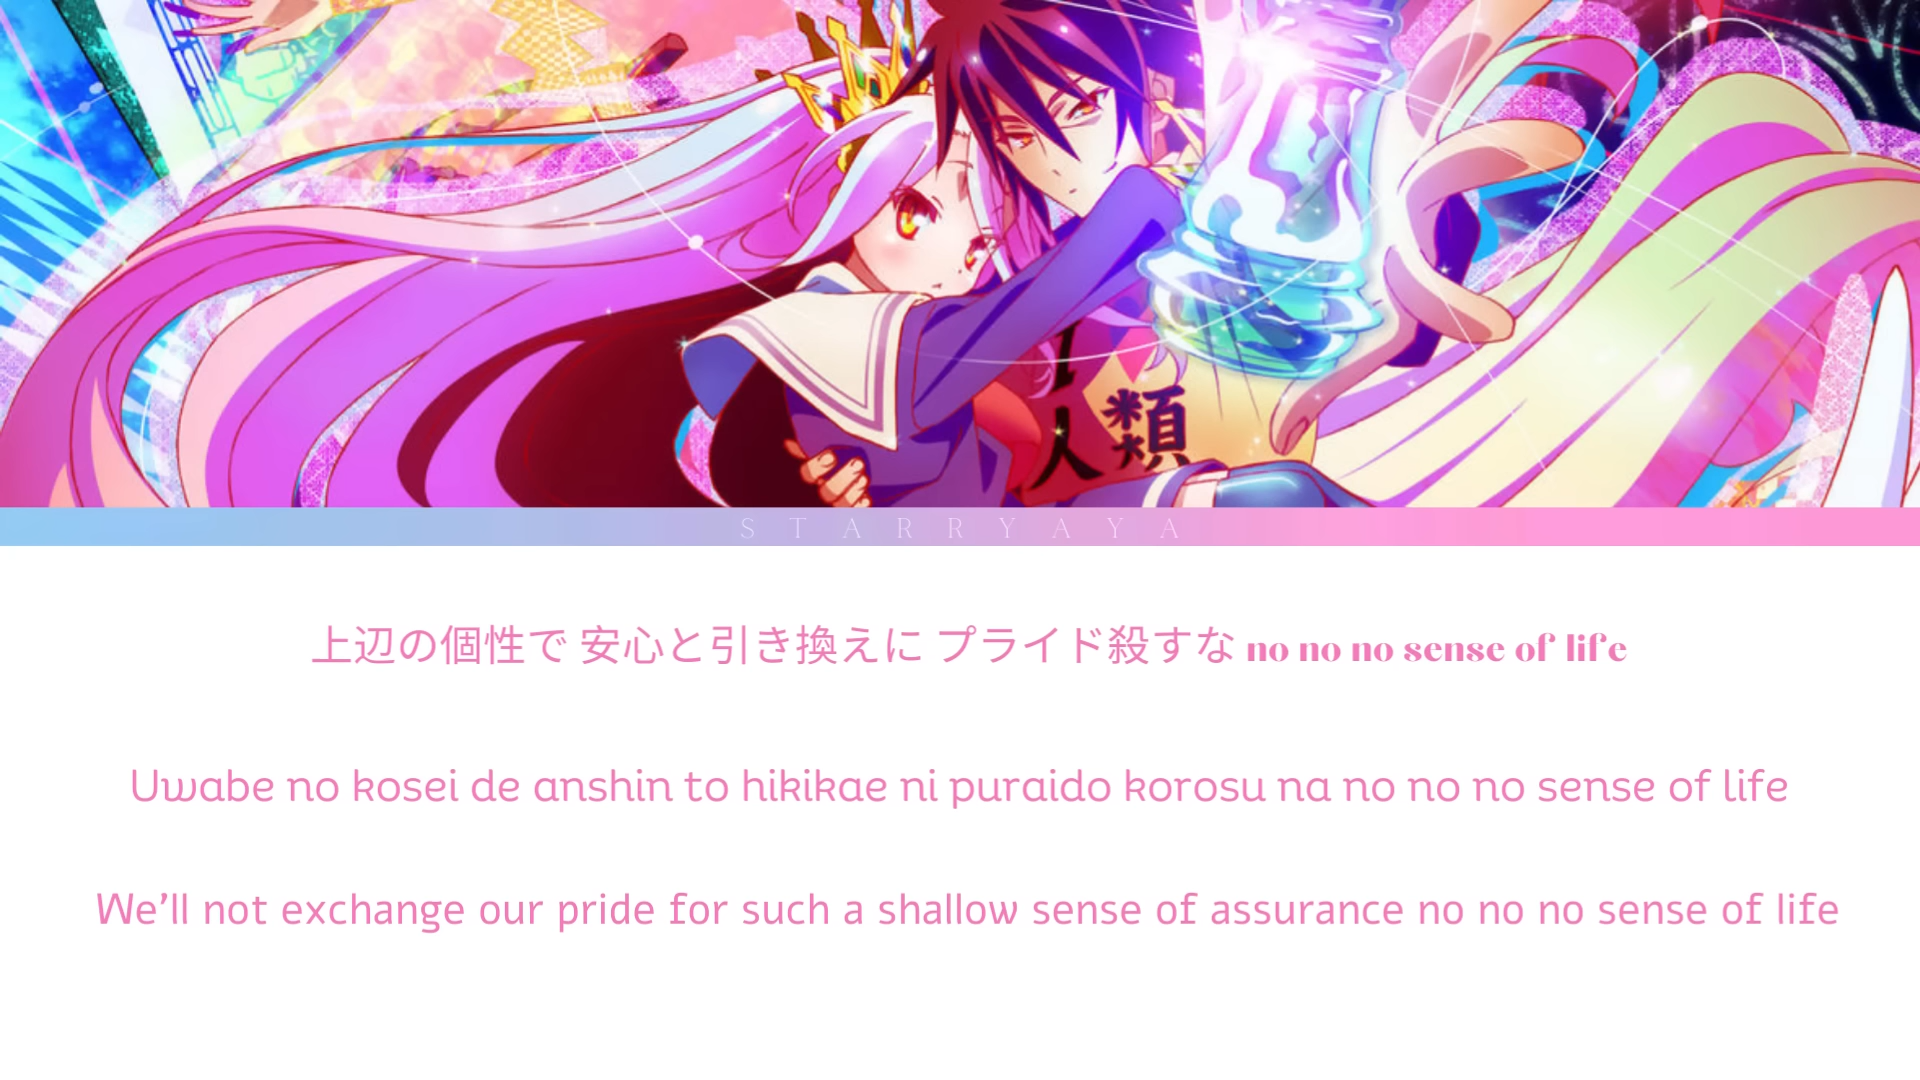 I
人類
STARRYAYA
上辺の個性で 安心と引き換えに プライド殺すな no no no sense of life
Uwabe no kosei de anshin to hikikae ni puraido korosu na no no no sense of life
We'll not exchange our pride for such a shallow sense of assurance no no no sense of life